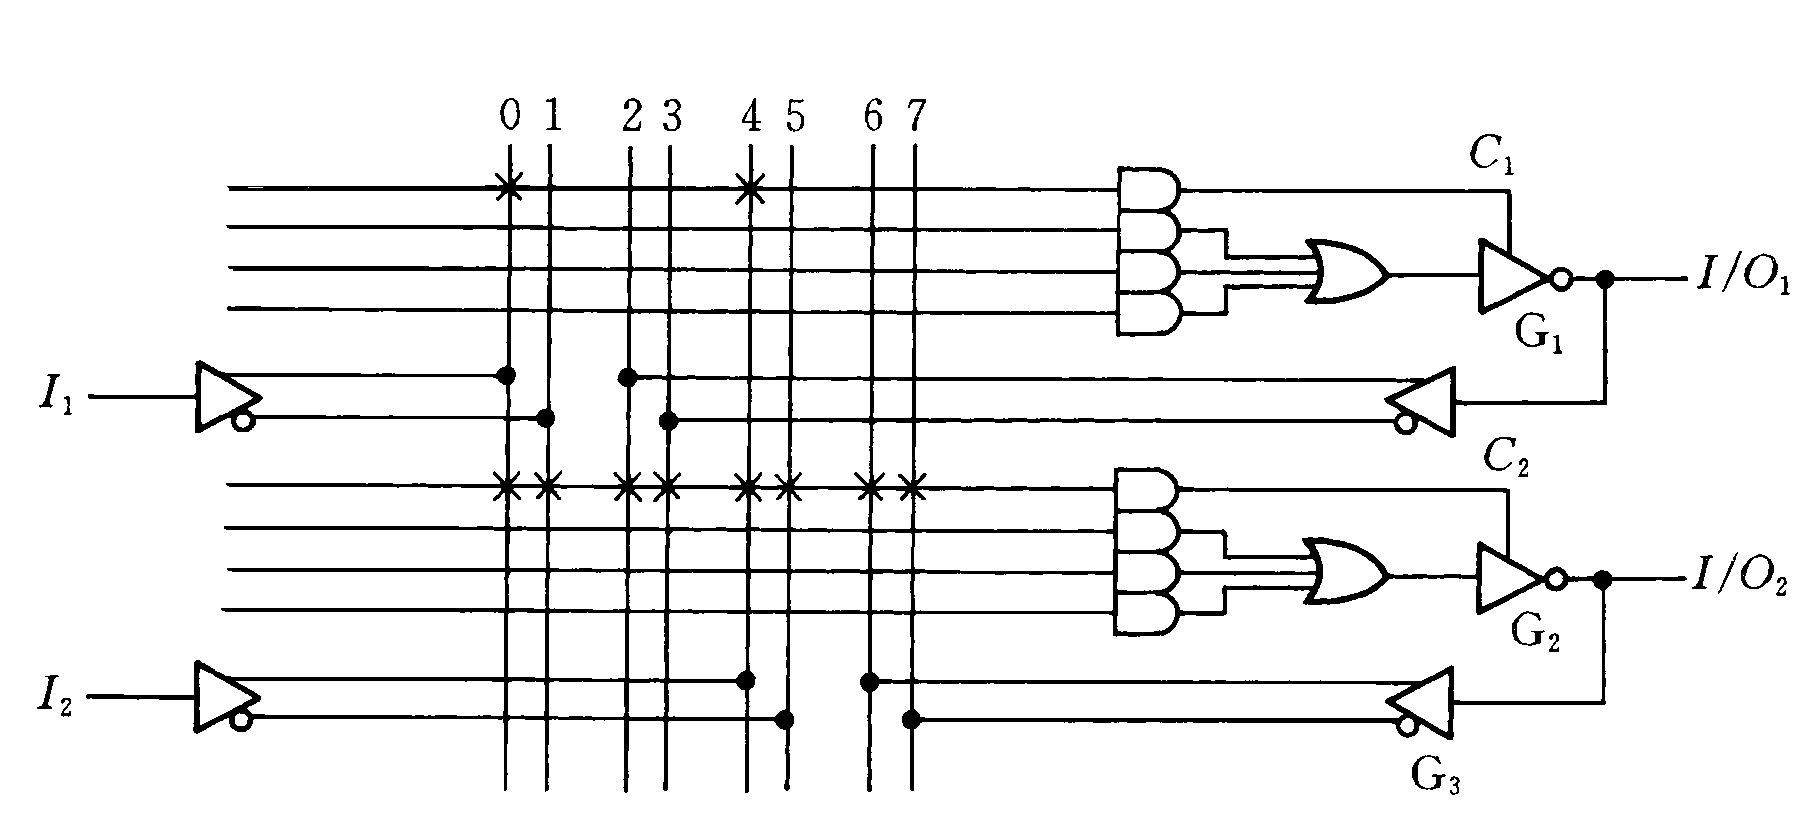 0 1 2 3 4 5 6 7
C₁
I/O₁
G₁
I₁
C₂
I/O₂
G₂
I₂
G₃